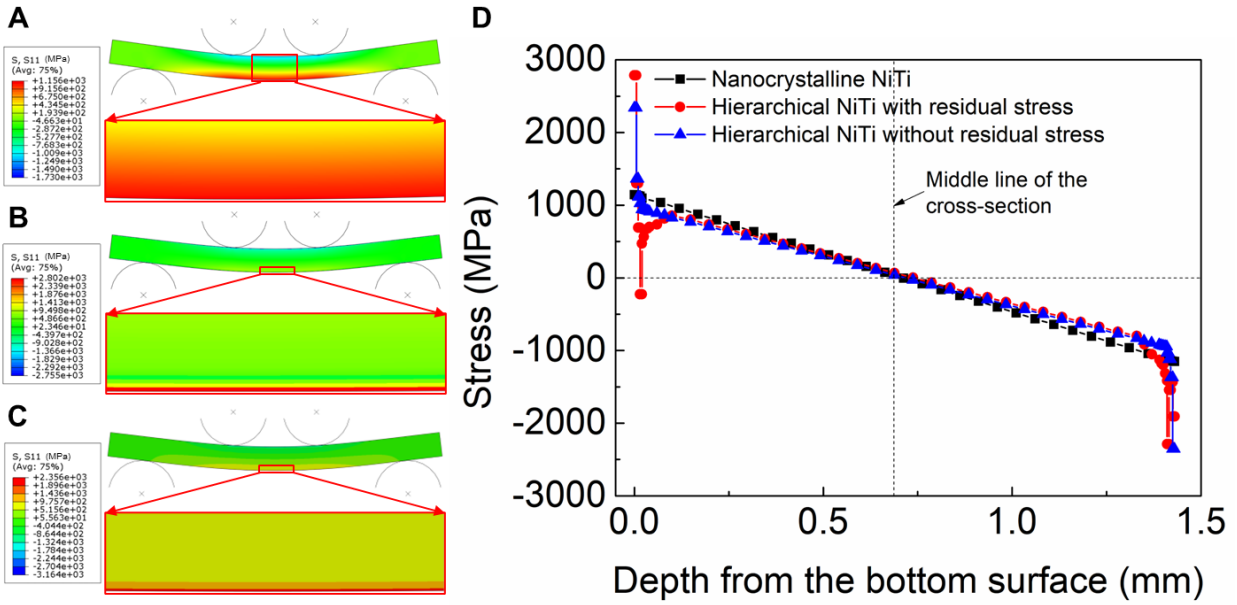 A
S, S11 (MPa)
(Avg: 75%)
+1.156e+03
+9.156e+02
+6.750e+02
+4.345e+02
+1.939e+02
-4.663e+01
-2.872e+02
-5.277e+02
-7.683e+02
-1.009e+03
-1.249e+03
-1.490e+03
-1.730e+03
B
S, S11 (MPa)
(Avg: 75%)
+2.802e+03
+2.339e+03
+1.876e+03
+1.413e+03
+9.498e+02
+4.866e+02
+2.346e+01
-4.397e+02
-9.028e+02
-1.366e+03
-1.829e+03
-2.292e+03
-2.755e+03
C
S, S11 (MPa)
(Avg: 75%)
+2.356e+03
+1.896e+03
+1.436e+03
+9.757e+02
+5.156e+02
+5.563e+01
-4.044e+02
-8.644e+02
-1.324e+03
-1.784e+03
-2.244e+03
-2.704e+03
-3.164e+03
D
Stress (MPa)
3000
2000
1000
0
-1000
-2000
-3000
Nanocrystalline NiTi
Hierarchical NiTi with residual stress
Hierarchical NiTi without residual stress
Middle line of the
cross-section
0.0
0.5
1.0
1.5
Depth from the bottom surface (mm)